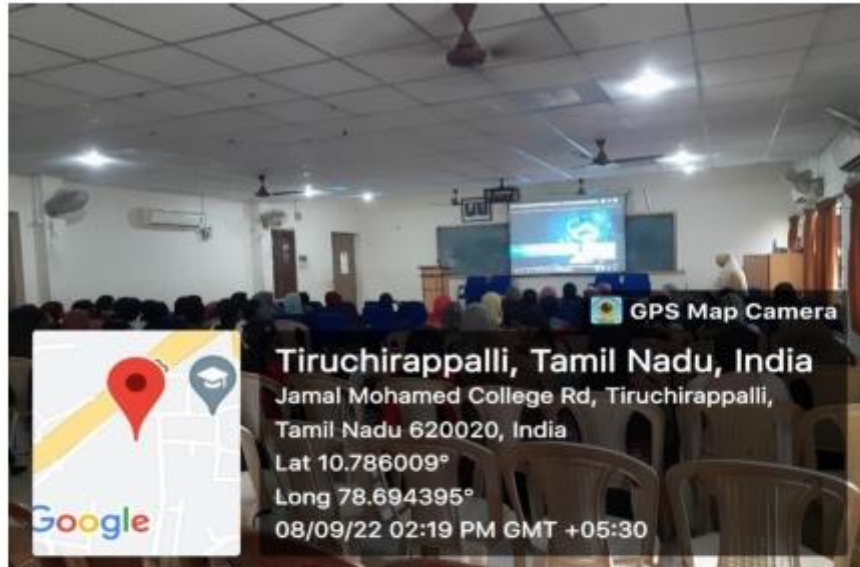 GPS Map Camera
Tiruchirappalli, Tamil Nadu, India
Jamal Mohamed College Rd, Tiruchirappalli,
Tamil Nadu 620020, India
Lat 10.786009°
Long 78.694395°
08/09/22 02:19 PM GMT +05:30
Google